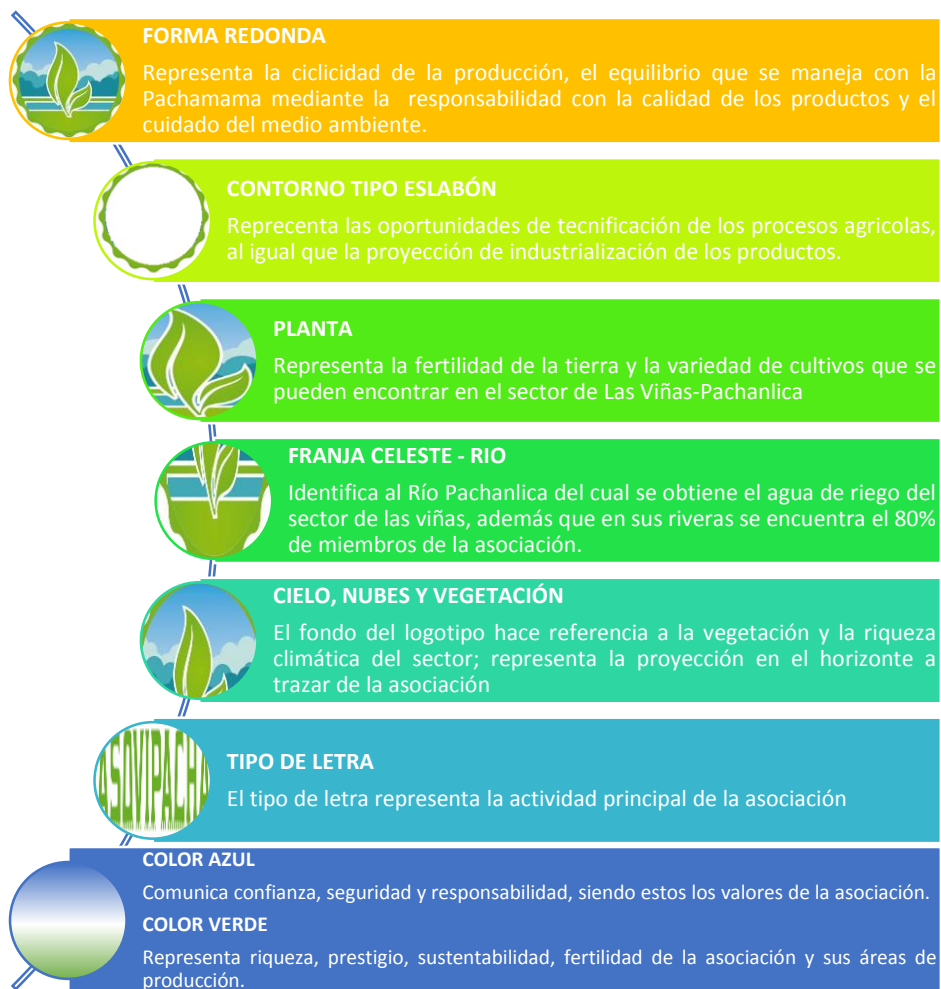 FORMA REDONDA
Representa la ciclicidad de la producción, el equilibrio que se maneja con la
Pachamama mediante la responsabilidad con la calidad de los productos y el
cuidado del medio ambiente.
CONTORNO TIPO ESLABÓN
Reprecenta las oportunidades de tecnificación de los procesos agricolas,
al igual que la proyección de industrialización de los productos.
PLANTA
Representa la fertilidad de la tierra y la variedad de cultivos que se
pueden encontrar en el sector de Las Viñas-Pachanlica
FRANJA CELESTE - RIO
Identifica al Río Pachanlica del cual se obtiene el agua de riego del
sector de las viñas, además que en sus riveras se encuentra el 80%
de miembros de la asociación.
CIELO, NUBES Y VEGETACIÓN
El fondo del logotipo hace referencia a la vegetación y la riqueza
climática del sector; representa la proyección en el horizonte a
trazar de la asociación
ASOVIPACHA
TIPO DE LETRA
El tipo de letra representa la actividad principal de la asociación
COLOR AZUL
Comunica confianza, seguridad y responsabilidad, siendo estos los valores de la asociación.
COLOR VERDE
Representa riqueza, prestigio, sustentabilidad, fertilidad de la asociación y sus áreas de
producción.